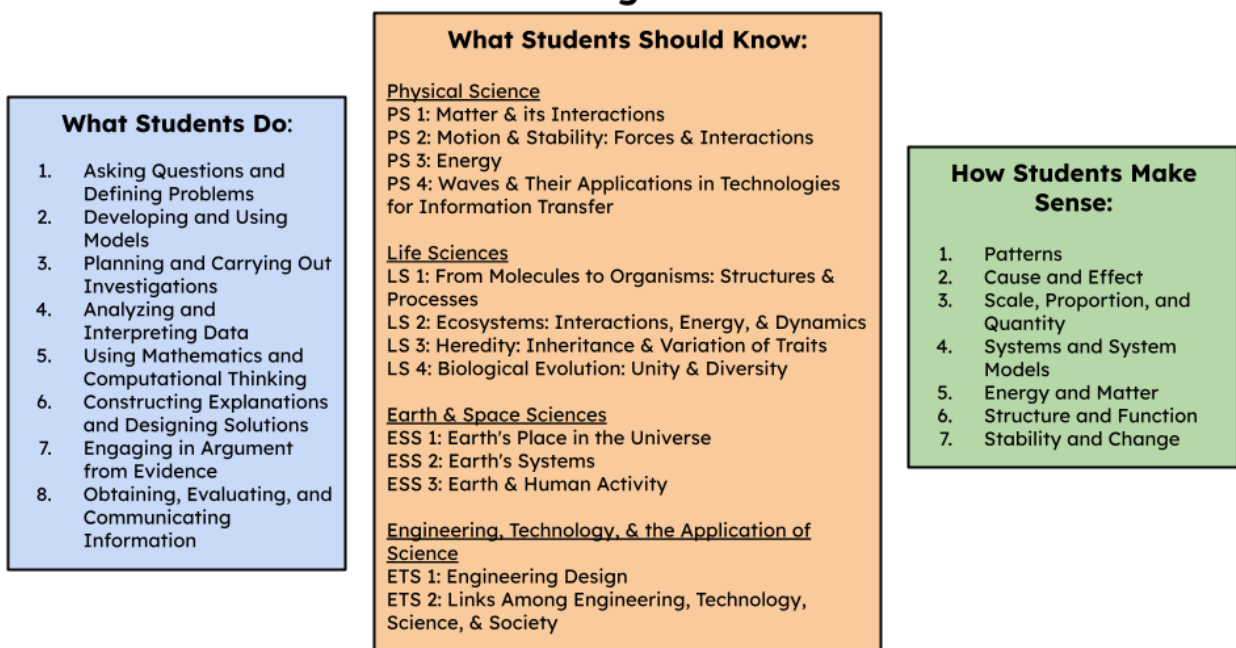 What Students Do:
1. Asking Questions and
Defining Problems
2. Developing and Using
Models
3. Planning and Carrying Out
Investigations
4. Analyzing and
Interpreting Data
5. Using Mathematics and
Computational Thinking
6. Constructing Explanations
and Designing Solutions
7. Engaging in Argument
from Evidence
8. Obtaining, Evaluating, and
Communicating
Information
What Students Should Know:
Physical Science
PS 1: Matter & its Interactions
PS 2: Motion & Stability: Forces & Interactions
PS 3: Energy
PS 4: Waves & Their Applications in Technologies
for Information Transfer
Life Sciences
LS 1: From Molecules to Organisms: Structures &
Processes
LS 2: Ecosystems: Interactions, Energy, & Dynamics
LS 3: Heredity: Inheritance & Variation of Traits
LS 4: Biological Evolution: Unity & Diversity
Earth & Space Sciences
ESS 1: Earth's Place in the Universe
ESS 2: Earth's Systems
ESS 3: Earth & Human Activity
Engineering, Technology, & the Application of
Science
ETS 1: Engineering Design
ETS 2: Links Among Engineering, Technology,
Science, & Society
How Students Make
Sense:
1. Patterns
2. Cause and Effect
3. Scale, Proportion, and
Quantity
4. Systems and System
Models
5. Energy and Matter
6. Structure and Function
7. Stability and Change